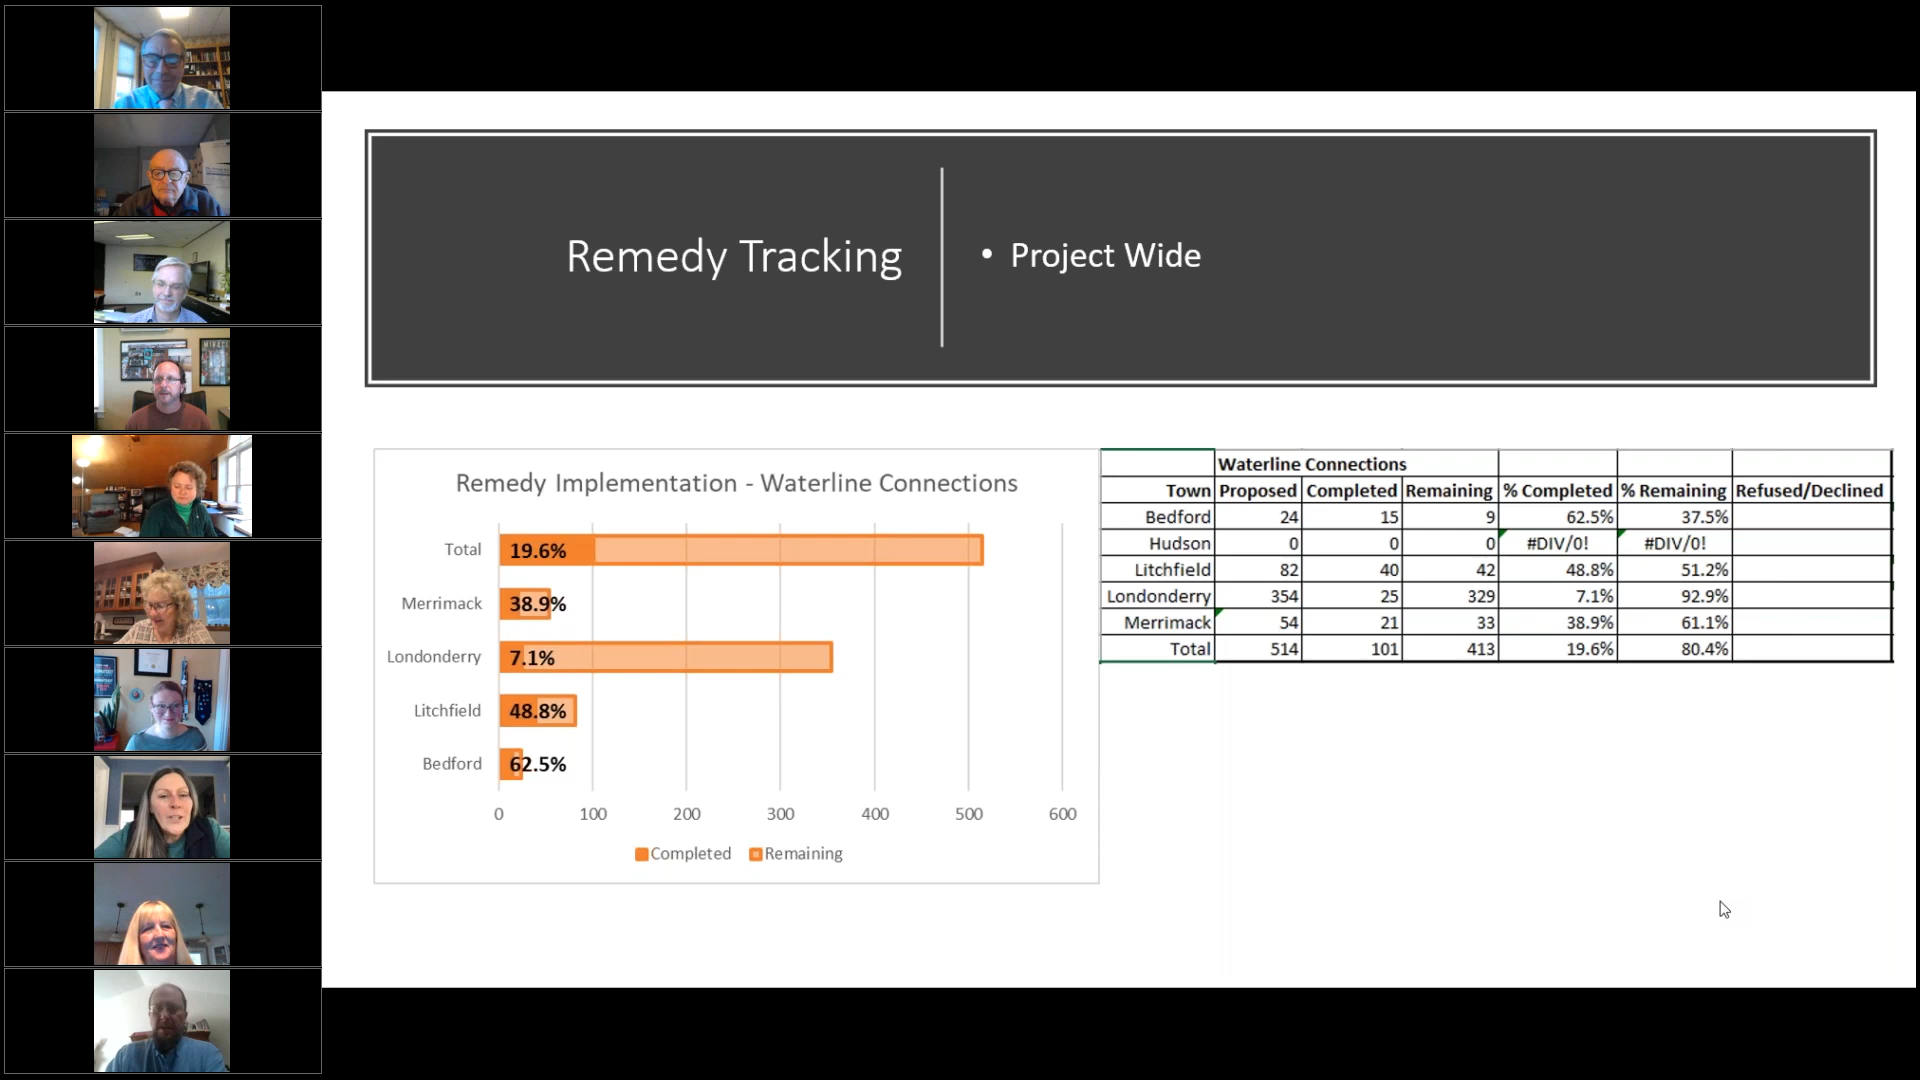 Remedy Tracking
• Project Wide
Remedy Implementation - Waterline Connections
Total 19.6%
Merrimack 38.9%
Londonderry 7.1%
Litchfield 48.8%
Bedford 62.5%
0 100 200 300 400 500 600
Completed Remaining
Waterline Connections
Town Proposed Completed Remaining % Completed % Remaining Refused/Declined
Bedford 24 15 9 62.5% 37.5%
Hudson 0 0 0 #DIV/0! #DIV/0!
Litchfield 82 40 42 48.8% 51.2%
Londonderry 354 25 329 7.1% 92.9%
Merrimack 54 21 33 38.9% 61.1%
Total 514 101 413 19.6% 80.4%